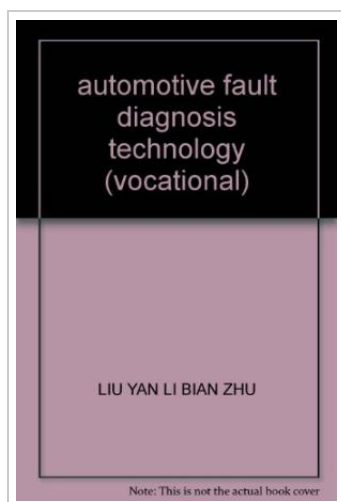 automotive fault
diagnosis
technology
(vocational)
LIU YAN LI BIAN ZHU
Note: This is not the actual book cover